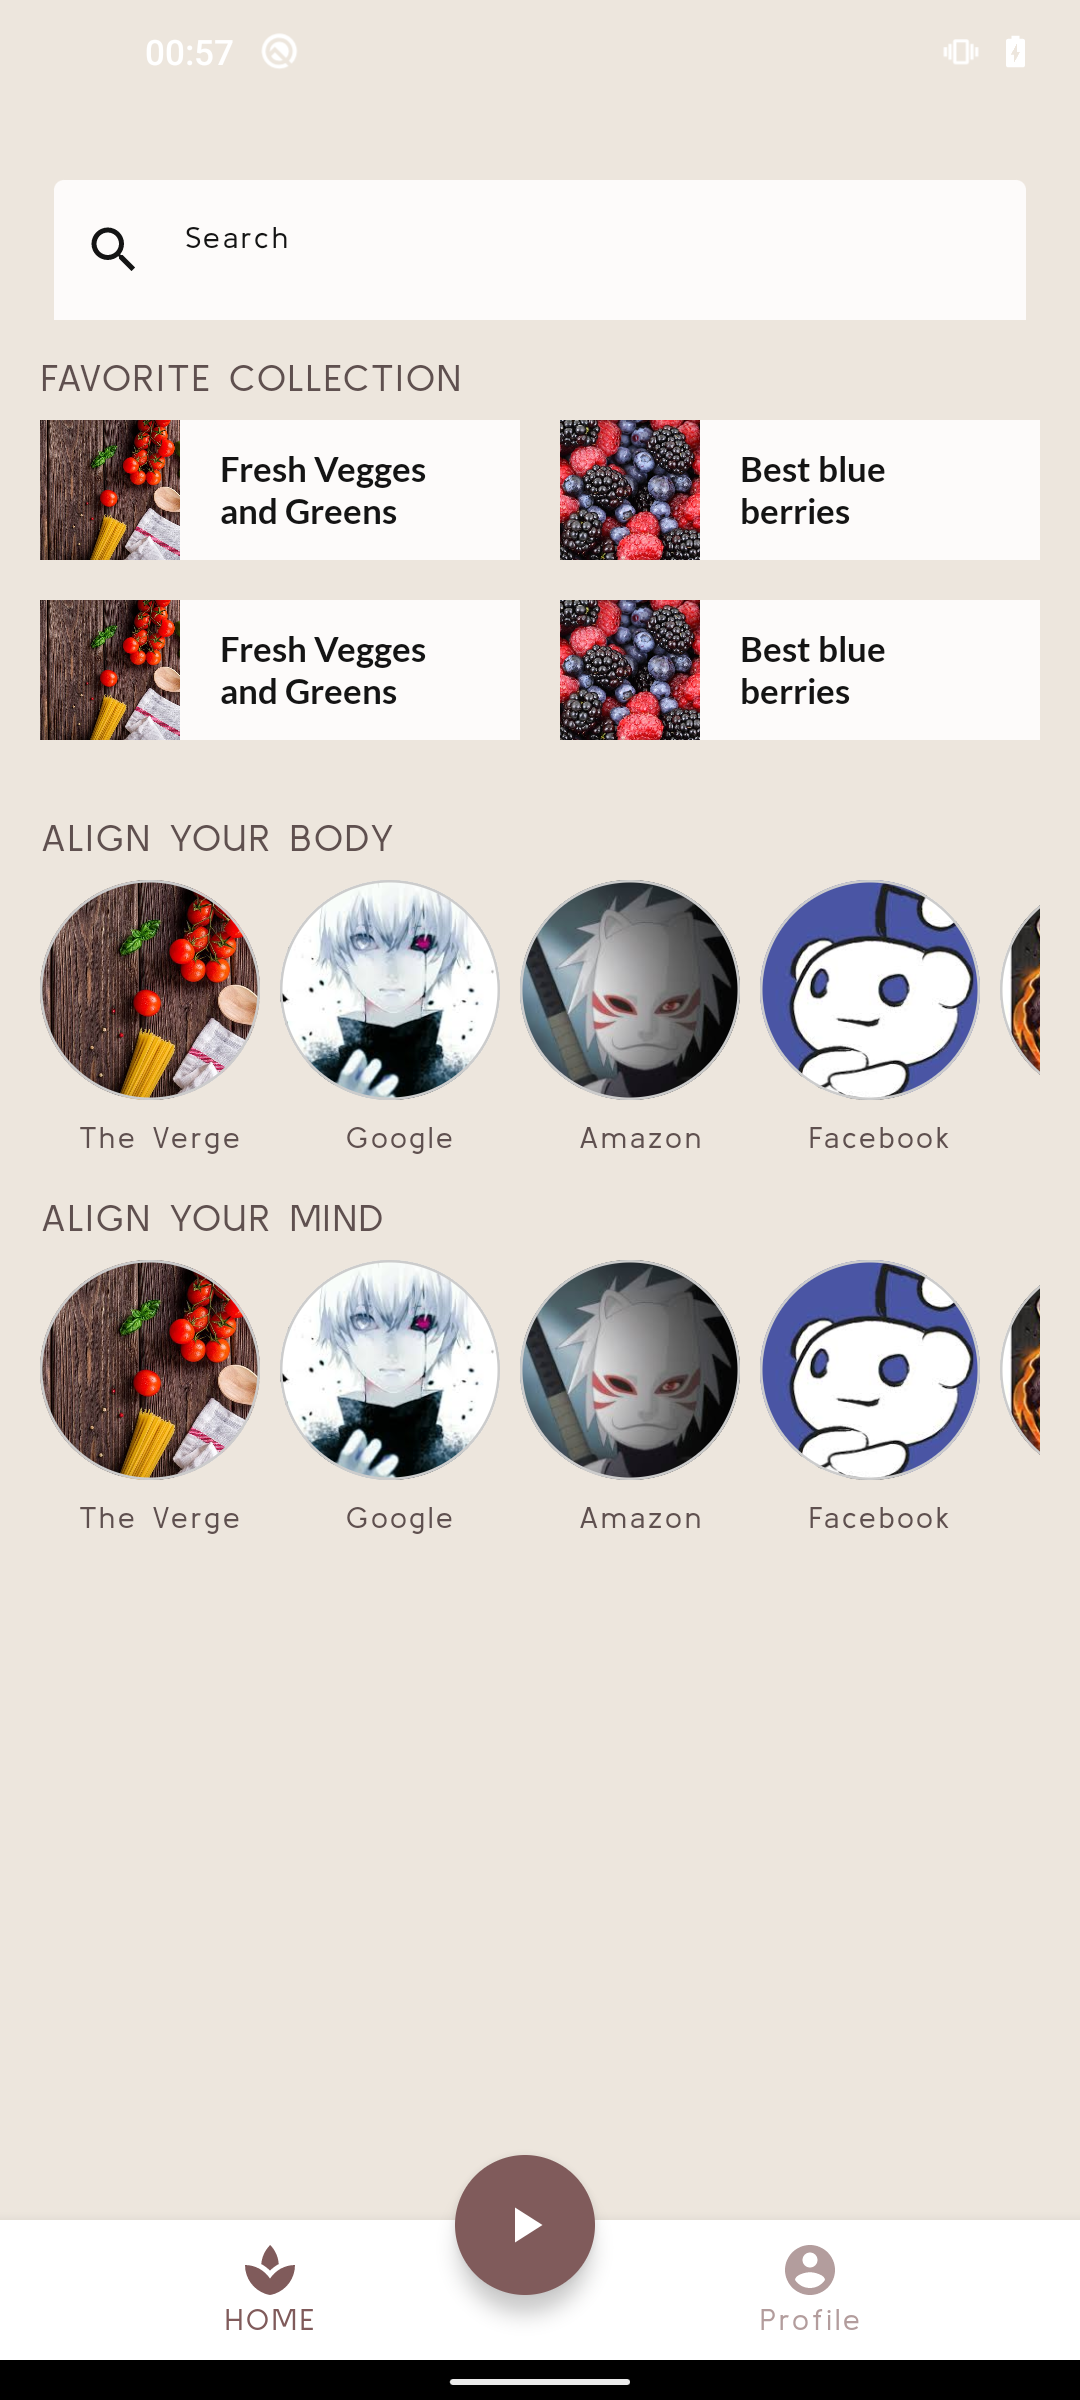 00:57
Search
FAVORITE COLLECTION
Fresh Vegges
and Greens
Best blue
berries
Fresh Vegges
and Greens
Best blue
berries
ALIGN YOUR BODY
The Verge
Google
Amazon
Facebook
ALIGN YOUR MIND
The Verge
Google
Amazon
Facebook
HOME
Profile